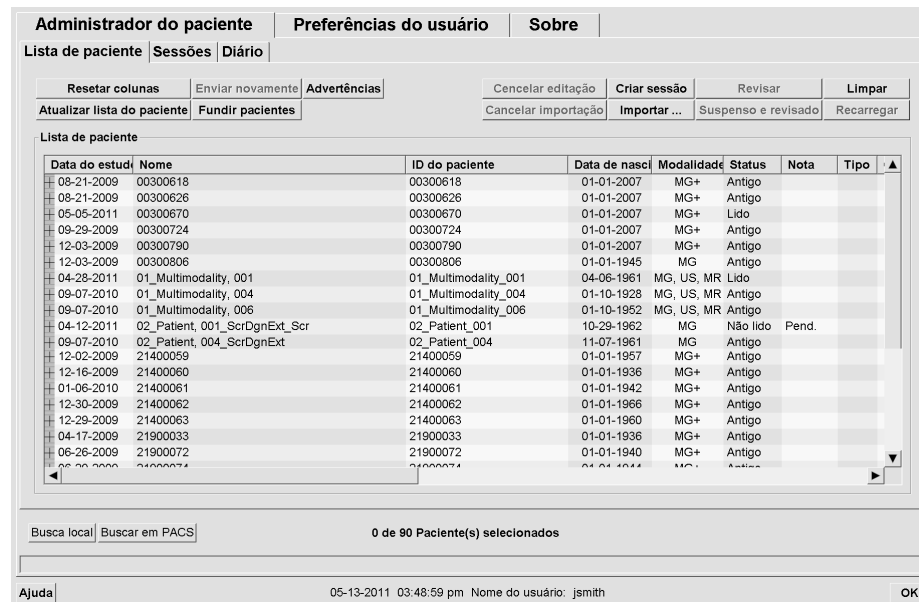 Administrador do paciente Preferências do usuário Sobre
Lista de paciente Sessões Diário
Resetar colunas Enviar novamente Advertências Cencelar editação Criar sessão Revisar Limpar
Atualizar lista do paciente Fundir pacientes Cancelar importação Importar ... Suspenso e revisado Recarregar
Lista de paciente
Data do estud Nome ID do paciente Data de nasci Modalidade Status Nota Tipo
08-21-2009 00300618 00300618 01-01-2007 MG+ Antigo
08-21-2009 00300626 00300626 01-01-2007 MG+ Antigo
05-05-2011 00300670 00300670 01-01-2007 MG+ Lido
09-29-2009 00300724 00300724 01-01-2007 MG+ Antigo
12-03-2009 00300790 00300790 01-01-2007 MG+ Antigo
12-03-2009 00300806 00300806 01-01-1945 MG Antigo
04-28-2011 01_Multimodality, 001 01_Multimodality_001 04-06-1961 MG, US, MR Lido
09-07-2010 01_Multimodality, 004 01_Multimodality_004 01-10-1928 MG, US, MR Antigo
09-07-2010 01_Multimodality, 006 01_Multimodality_006 01-10-1952 MG, US, MR Antigo
04-12-2011 02_Patient, 001_ScrDgnExt_Scr 02_Patient_001 10-29-1962 MG Não lido Pend.
09-07-2010 02_Patient, 004_ScrDgnExt 02_Patient_004 11-07-1961 MG Antigo
12-02-2009 21400059 21400059 01-01-1957 MG+ Antigo
12-16-2009 21400060 21400060 01-01-1936 MG+ Antigo
01-06-2010 21400061 21400061 01-01-1942 MG+ Antigo
12-30-2009 21400062 21400062 01-01-1966 MG+ Antigo
12-29-2009 21400063 21400063 01-01-1960 MG+ Antigo
04-17-2009 21900033 21900033 01-01-1936 MG+ Antigo
06-26-2009 21900072 21900072 01-01-1940 MG+ Antigo
Busca local Buscar em PACS 0 de 90 Paciente(s) selecionados
Ajuda 05-13-2011 03:48:59 pm Nome do usuário: jsmith OK